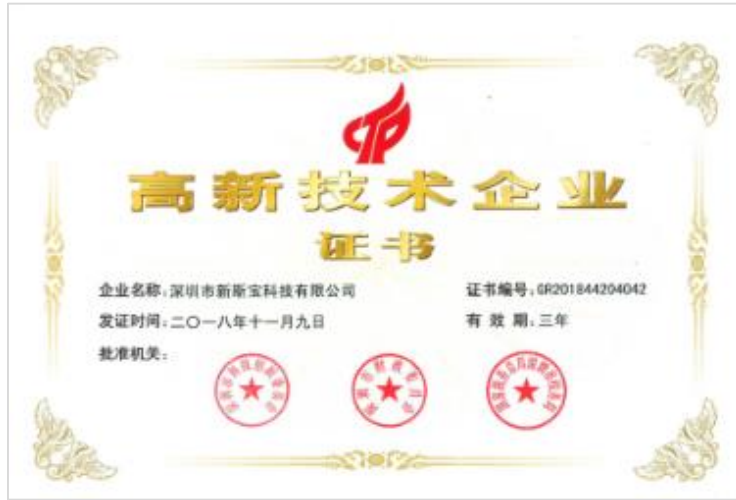 高新技术企业
证书
企业名称：深圳市新斯宝科技有限公司
证书编号：GR201844204042
发证时间：二〇一八年十一月九日
有效期：三年
批准机关：